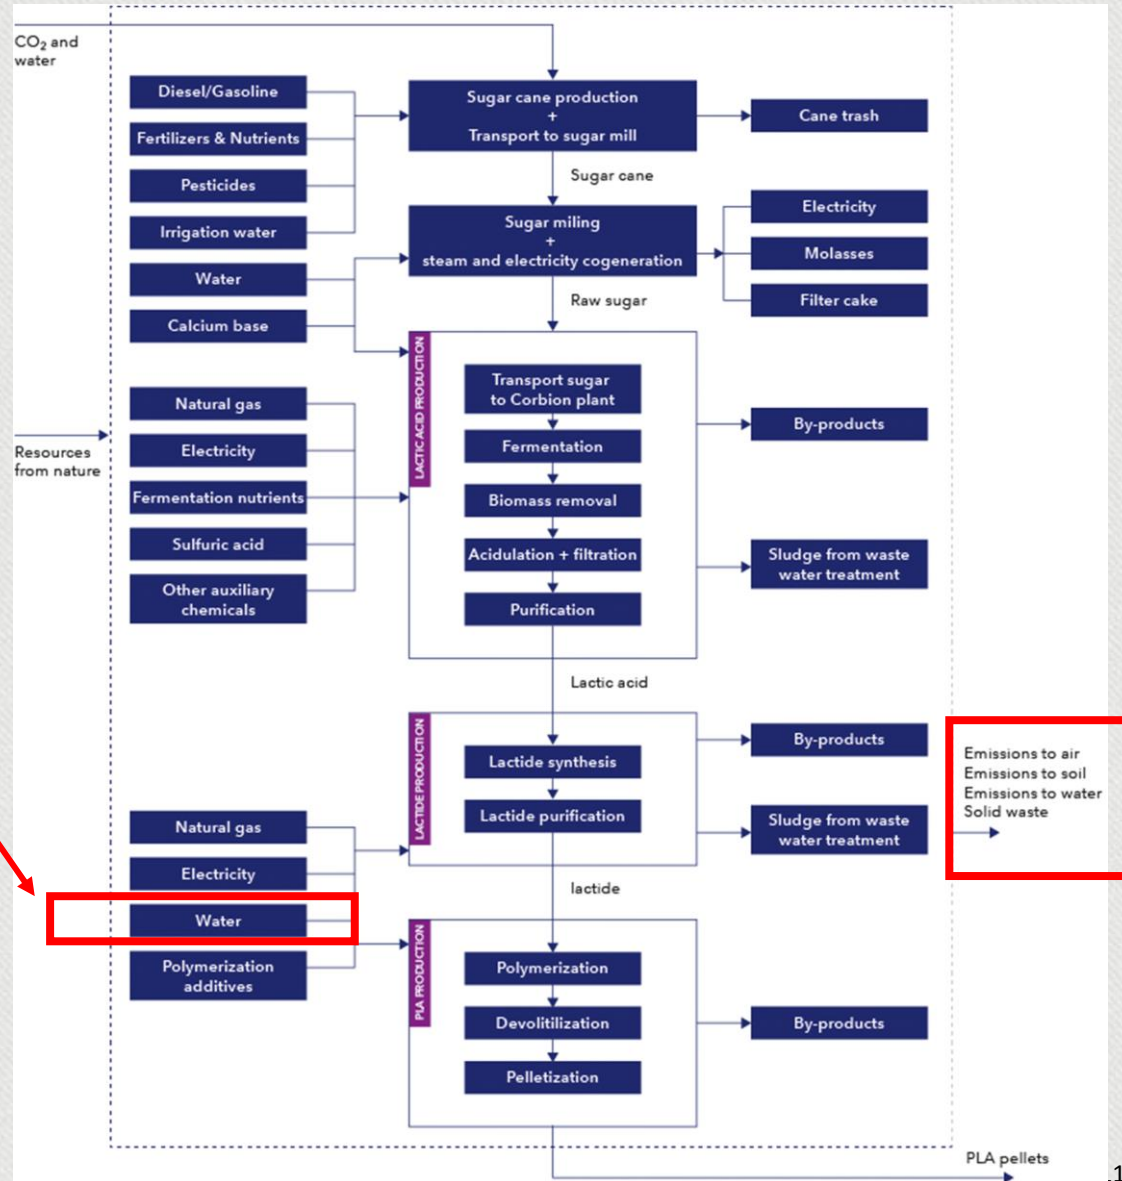 CO₂ and
water
Diesel/Gasoline
Fertilizers & Nutrients
Pesticides
Irrigation water
Water
Calcium base
Sugar cane production
+
Transport to sugar mill
Cane trash
Sugar cane
Sugar miling
+
steam and electricity cogeneration
Electricity
Molasses
Filter cake
Raw sugar
Resources
from nature
Natural gas
Electricity
Fermentation nutrients
Sulfuric acid
Other auxiliary
chemicals
LACTIC ACID PRODUCTION
Transport sugar
to Corbion plant
Fermentation
Biomass removal
Acidulation + filtration
Purification
By-products
Sludge from waste
water treatment
Lactic acid
LACTIDE PRODUCTION
Lactide synthesis
Lactide purification
By-products
Sludge from waste
water treatment
Emissions to air
Emissions to soil
Emissions to water
Solid waste
lactide
Natural gas
Electricity
Water
Polymerization
additives
PLA PRODUCTION
Polymerization
Devolitilization
Pelletization
By-products
PLA pellets